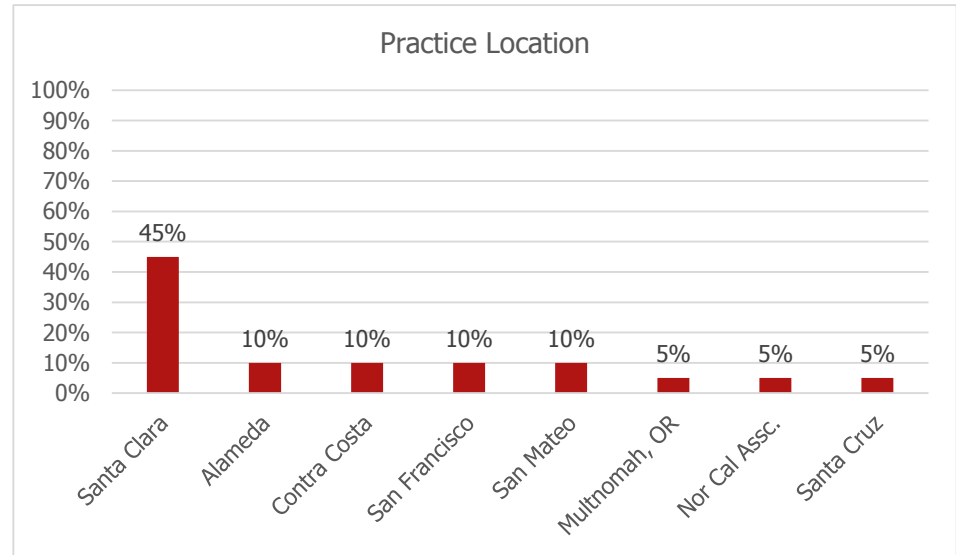 Practice Location
100%
90%
80%
70%
60%
50%
40%
30%
20%
10%
0%
45%
10%
10%
10%
10%
5%
5%
5%
Santa Clara
Alameda
Contra Costa
San Francisco
San Mateo
Multnomah, OR
Nor Cal Assc.
Santa Cruz